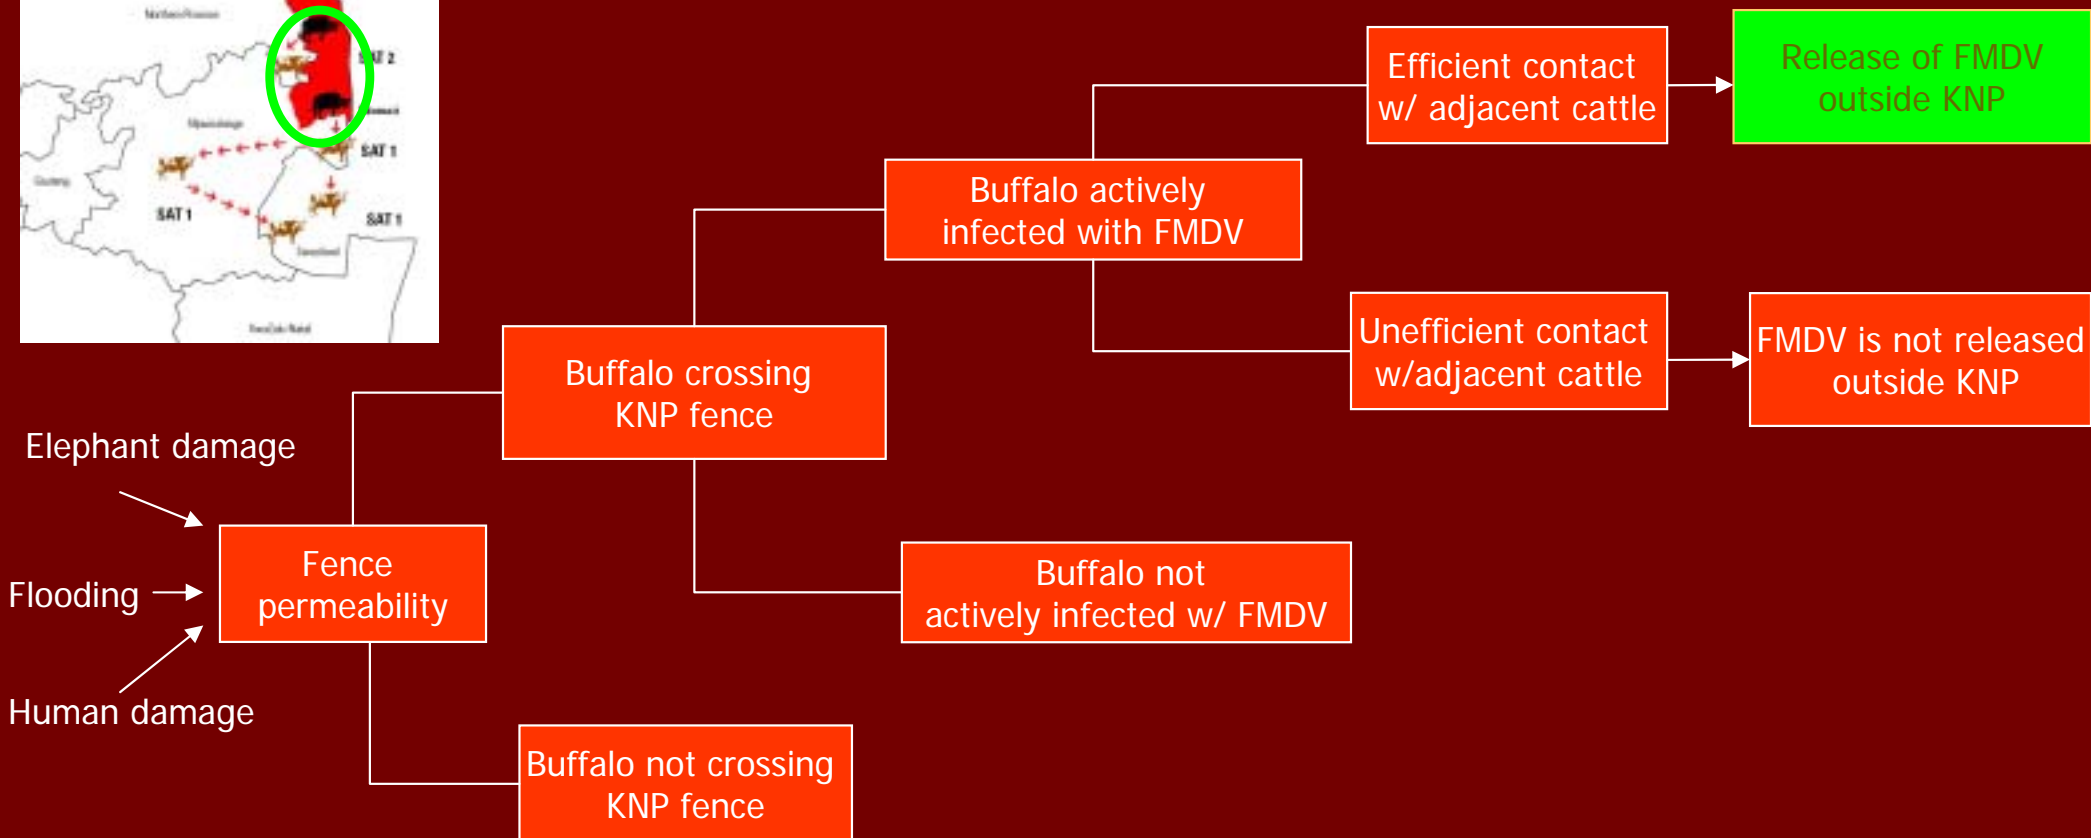 SAT 2
SAT 1
SAT 1
SAT 1
Efficient contact
w/ adjacent cattle
Release of FMDV
outside KNP
Buffalo actively
infected with FMDV
Unefficient contact
w/adjacent cattle
FMDV is not released
outside KNP
Buffalo crossing
KNP fence
Elephant damage
Flooding
Human damage
Fence
permeability
Buffalo not
actively infected w/ FMDV
Buffalo not crossing
KNP fence